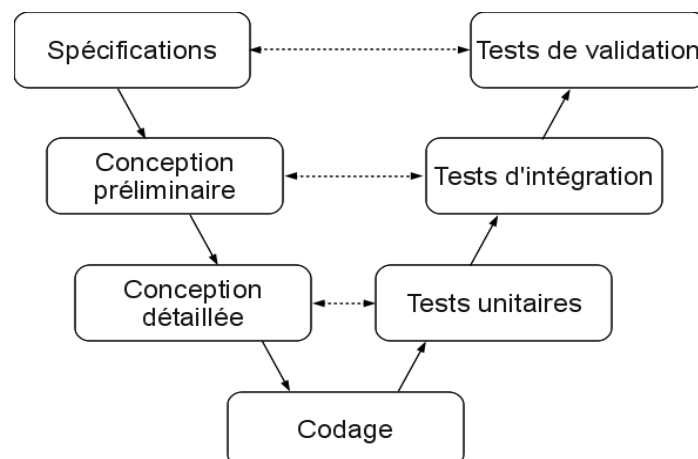 Spécifications
Tests de validation
Conception
préliminaire
Tests d'intégration
Conception
détaillée
Tests unitaires
Codage